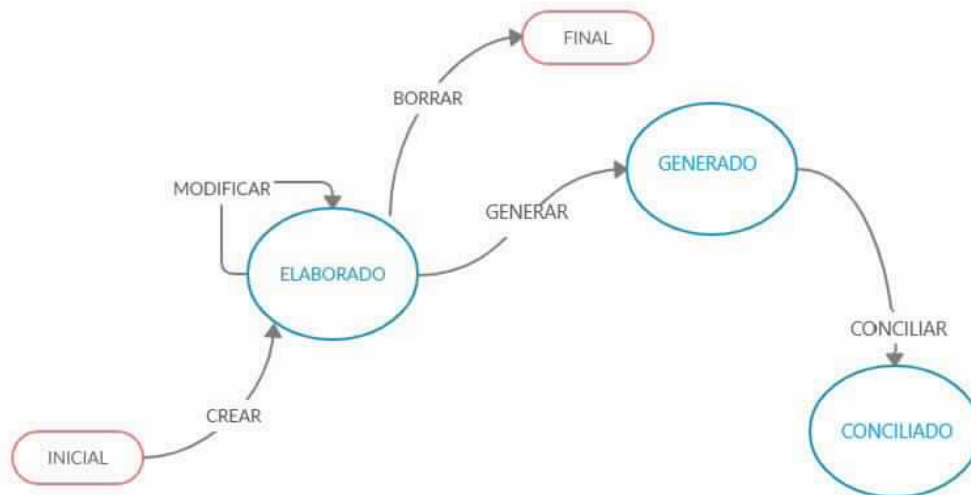 FINAL
BORRAR
GENERADO
MODIFICAR
GENERAR
ELABORADO
CONCILIAR
CREAR
CONCILIADO
INICIAL